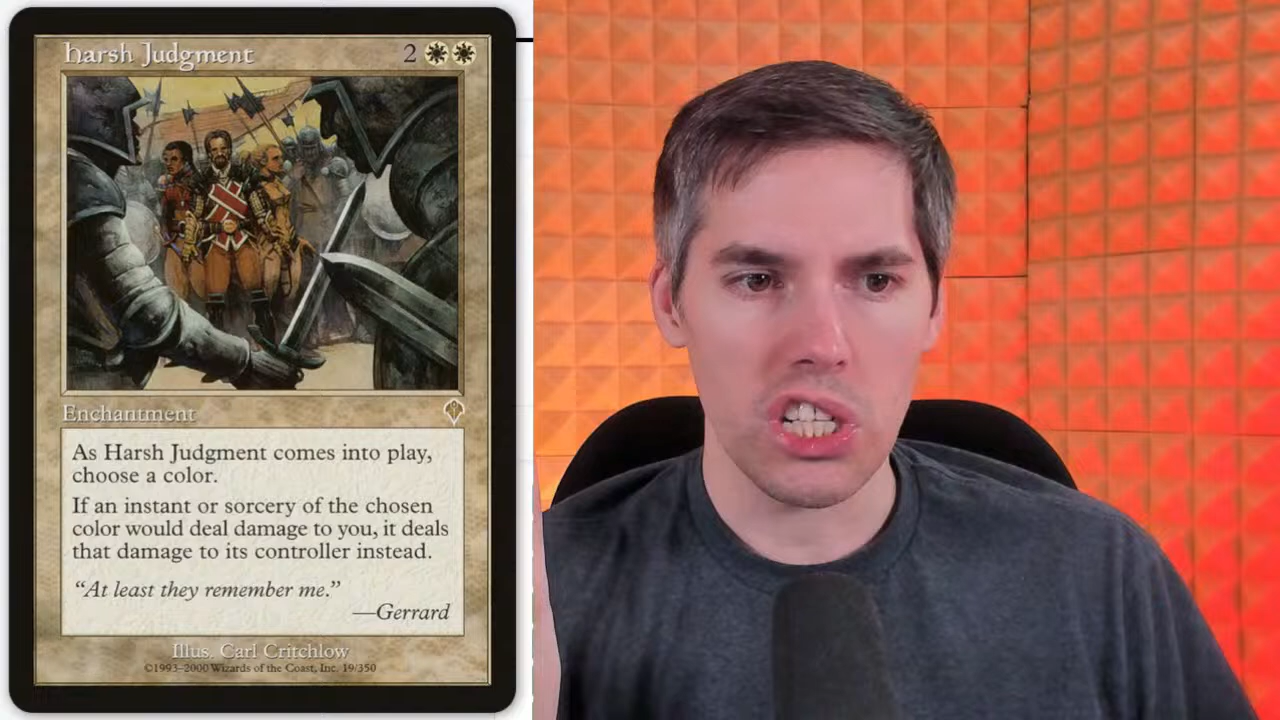 Harsh Judgment 2
Enchantment
As Harsh Judgment comes into play,
choose a color.
If an instant or sorcery of the chosen
color would deal damage to you, it deals
that damage to its controller instead.
“At least they remember me.”
—Gerrard
Illus. Carl Critchlow
©1993–2000 Wizards of the Coast, Inc. 19/350